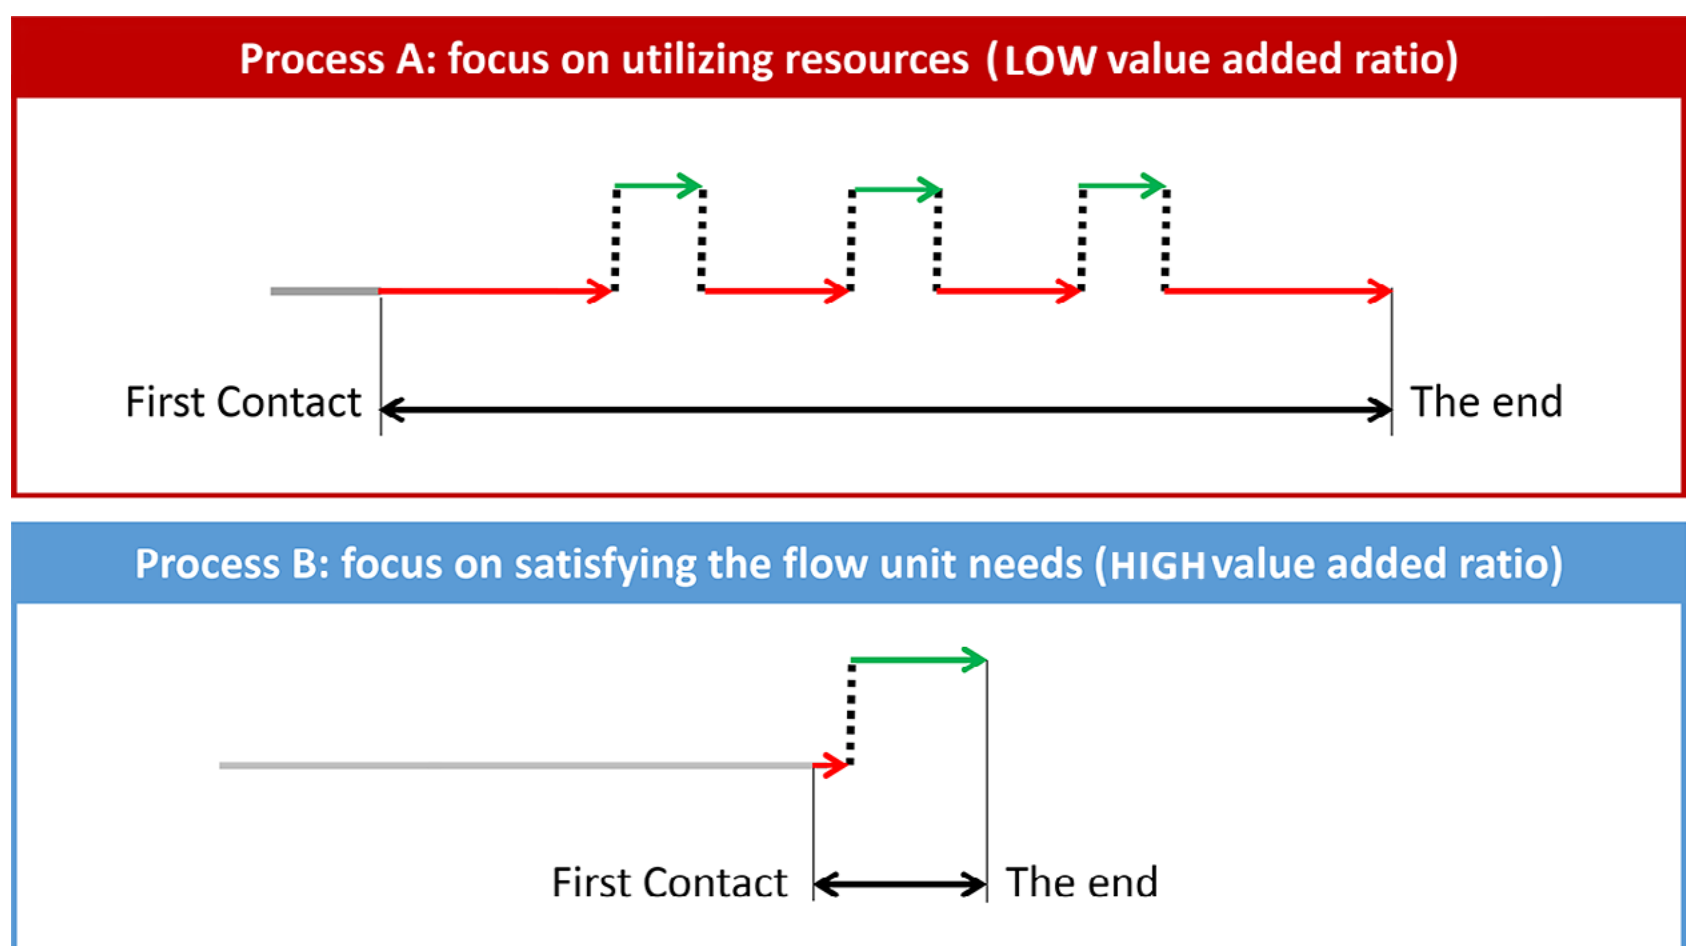 Process A: focus on utilizing resources (LOW value added ratio)
First Contact
The end
Process B: focus on satisfying the flow unit needs (HIGH value added ratio)
First Contact
The end